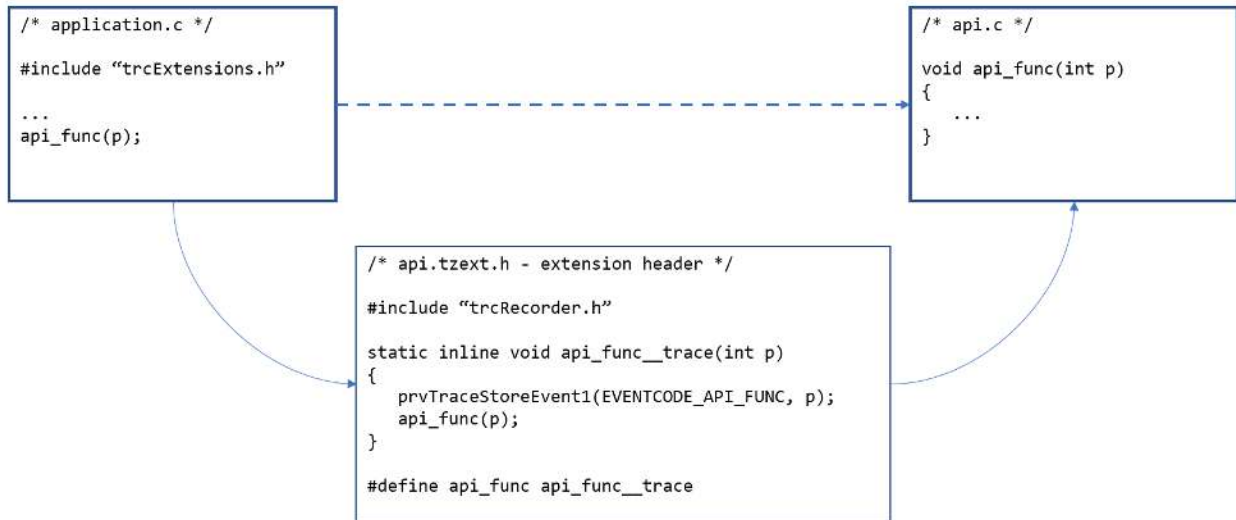 /* application.c */
#include “trcExtensions.h”
...
api_func(p);
/* api.c */
void api_func(int p)
{
...
}
/* api.tzext.h - extension header */
#include “trcRecorder.h”
static inline void api_func__trace(int p)
{
prvTraceStoreEvent1(EVENTCODE_API_FUNC, p);
api_func(p);
}
#define api_func api_func__trace